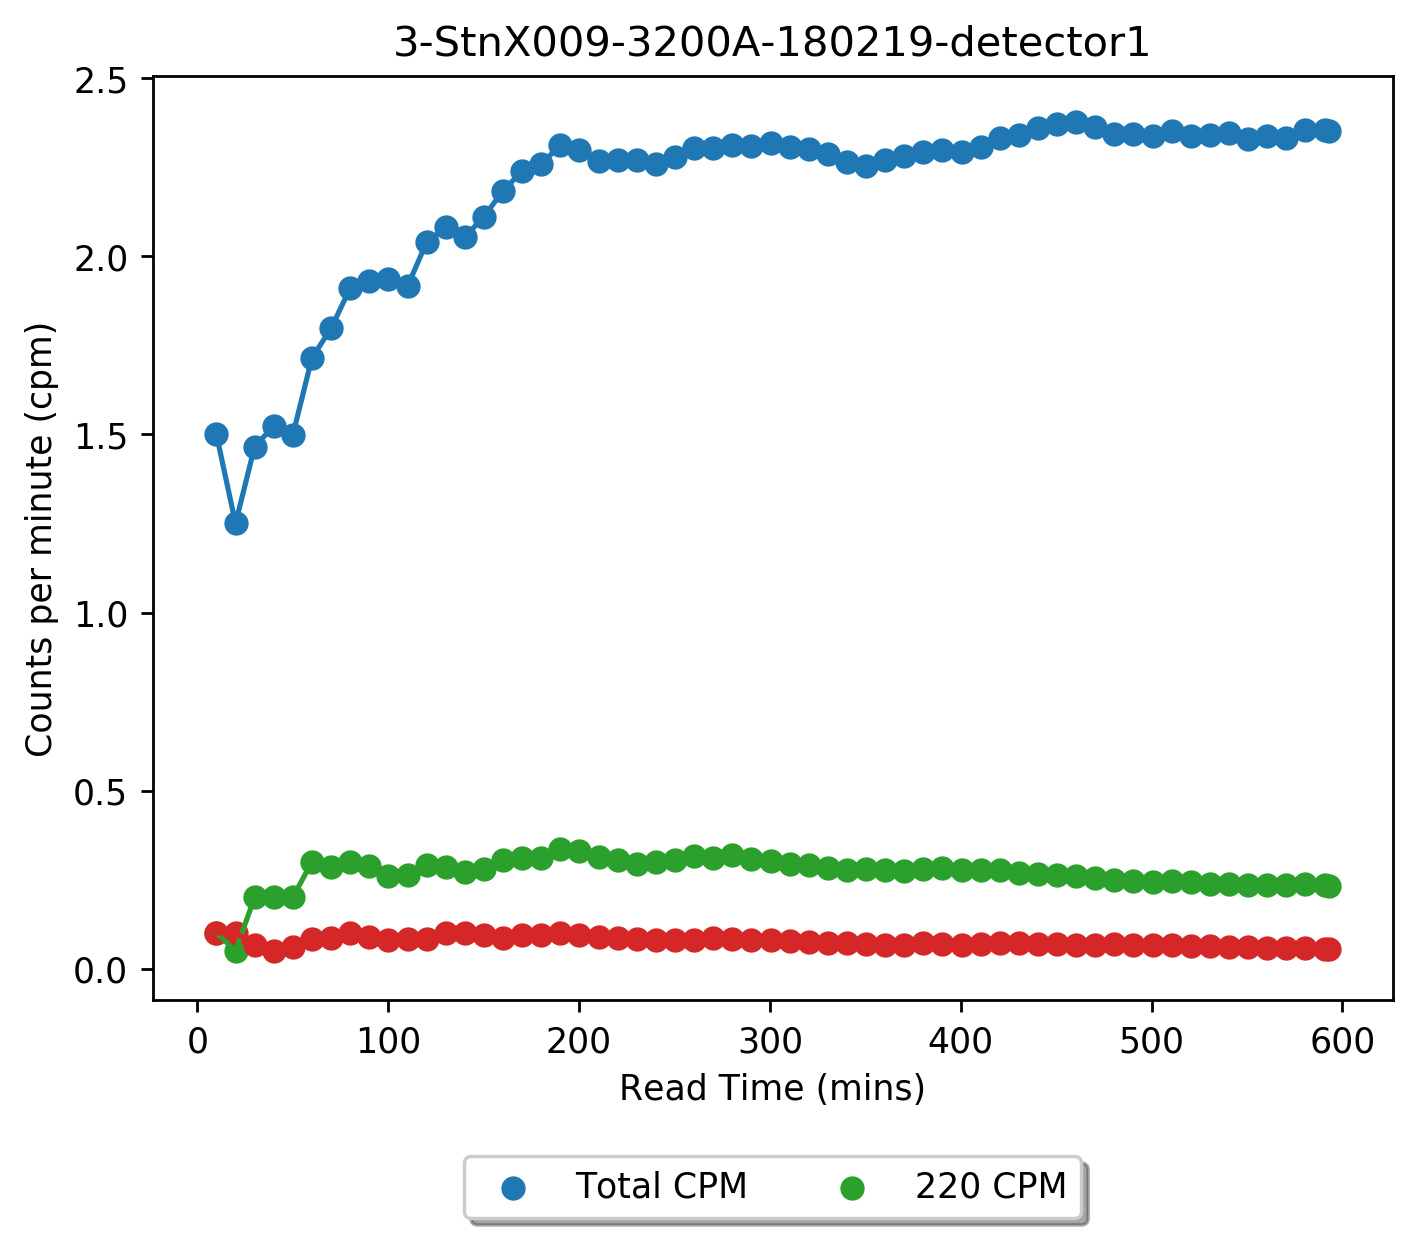 3-StnX009-3200A-180219-detector1
Counts per minute (cpm)
2.5
2.0
1.5
1.0
0.5
0.0
0 100 200 300 400 500 600
Read Time (mins)
Total CPM 220 CPM